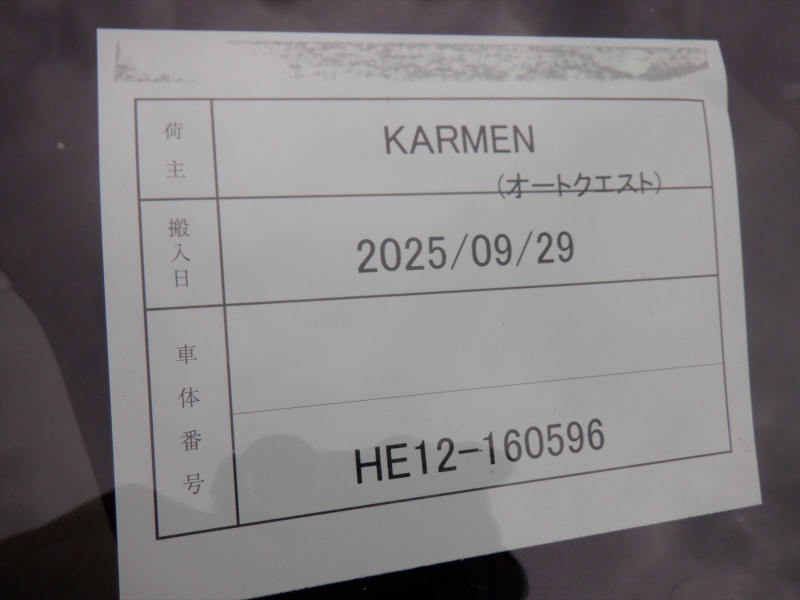 荷主 KARMEN
(オートクエスト)
搬入日 2025/09/29
車体番号
HE12-160596